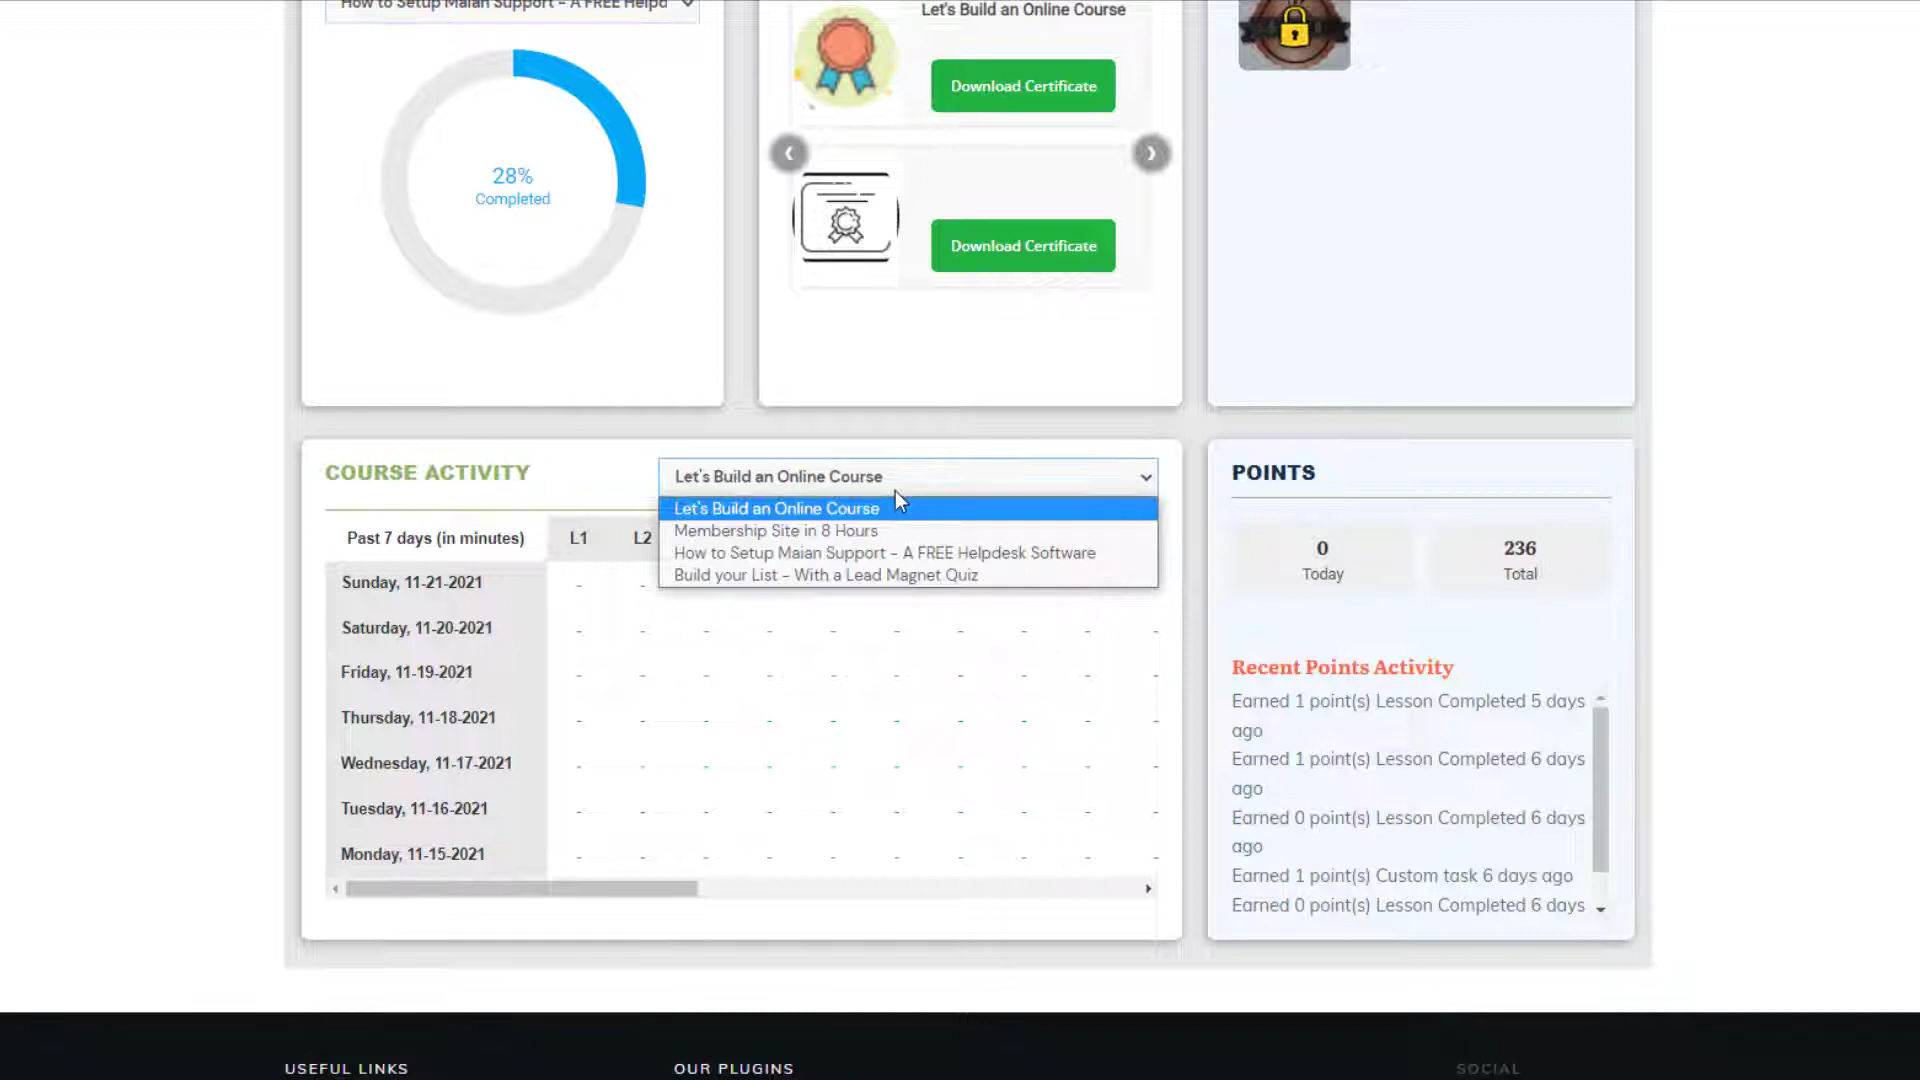 How to Setup Maian Support - A FREE Helpd
28%
Completed
Let's Build an Online Course
Download Certificate
Download Certificate
COURSE ACTIVITY
Let's Build an Online Course
Let's Build an Online Course
Membership Site in 8 Hours
How to Setup Maian Support - A FREE Helpdesk Software
Build your List - With a Lead Magnet Quiz
Past 7 days (in minutes) L1 L2
Sunday, 11-21-2021 - -
Saturday, 11-20-2021 - - - - - - - - - -
Friday, 11-19-2021 - - - - - - - - - -
Thursday, 11-18-2021 - - - - - - - - - -
Wednesday, 11-17-2021 - - - - - - - - - -
Tuesday, 11-16-2021 - - - - - - - - - -
Monday, 11-15-2021 - - - - - - - - - -
POINTS
0
Today
236
Total
Recent Points Activity
Earned 1 point(s) Lesson Completed 5 days
ago
Earned 1 point(s) Lesson Completed 6 days
ago
Earned 0 point(s) Lesson Completed 6 days
ago
Earned 1 point(s) Custom task 6 days ago
Earned 0 point(s) Lesson Completed 6 days
USEFUL LINKS
OUR PLUGINS
SOCIAL